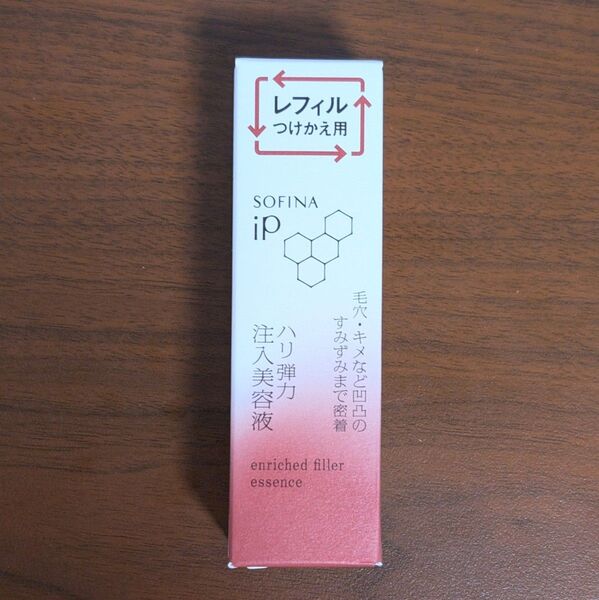 レフィル
つけかえ用
SOFINA
iP
毛穴・キメなど凹凸の
すみずみまで密着
ハリ弾力
注入美容液
enriched filler
essence